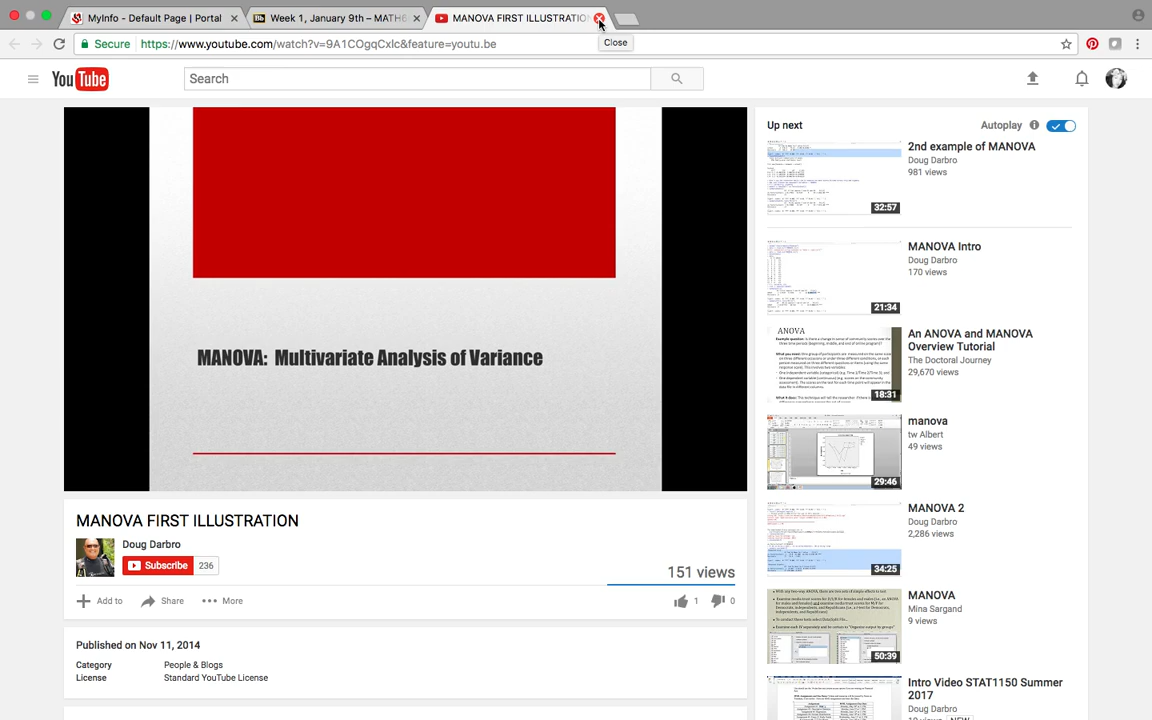 MyInfo - Default Page | Portal
Bb
Week 1, January 9th – MATH6
MANOVA FIRST ILLUSTRATION
Close
Secure
https://www.youtube.com/watch?v=9A1COgqCxlc&feature=youtu.be
YouTube
Search
MANOVA: Multivariate Analysis of Variance
MANOVA FIRST ILLUSTRATION
Doug Darbro
Subscribe 236
151 views
Add to Share More
1 0
Published on Nov 11, 2014
Category People & Blogs
License Standard YouTube License
Up next
Autoplay
2nd example of MANOVA
Doug Darbro
981 views
32:57
MANOVA Intro
Doug Darbro
170 views
21:34
ANOVA
An ANOVA and MANOVA
Overview Tutorial
The Doctoral Journey
29,670 views
18:31
manova
tw Albert
49 views
29:46
MANOVA 2
Doug Darbro
2,286 views
34:25
MANOVA
Mina Sargand
9 views
50:39
Intro Video STAT1150 Summer
2017
Doug Darbro
NEW